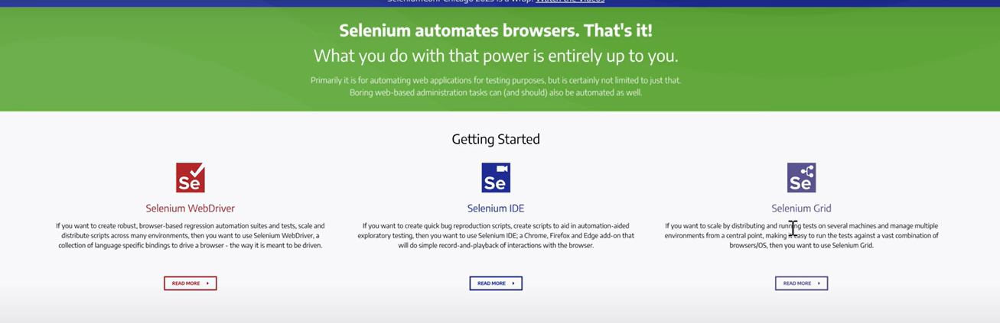 SeleniumConf Chicago 2023 is a wrap! Watch the Videos
Selenium automates browsers. That's it!
What you do with that power is entirely up to you.
Primarily it is for automating web applications for testing purposes, but is certainly not limited to just that.
Boring web-based administration tasks can (and should) also be automated as well.
Getting Started
Se
Selenium WebDriver
If you want to create robust, browser-based regression automation suites and tests, scale and
distribute scripts across many environments, then you want to use Selenium WebDriver, a
collection of language specific bindings to drive a browser - the way it is meant to be driven.
READ MORE
Se
Selenium IDE
If you want to create quick bug reproduction scripts, create scripts to aid in automation-aided
exploratory testing, then you want to use Selenium IDE; a Chrome, Firefox and Edge add-on that
will do simple record-and-playback of interactions with the browser.
READ MORE
Se
Selenium Grid
If you want to scale by distributing and running tests on several machines and manage multiple
environments from a central point, making it easy to run the tests against a vast combination of
browsers/OS, then you want to use Selenium Grid.
READ MORE